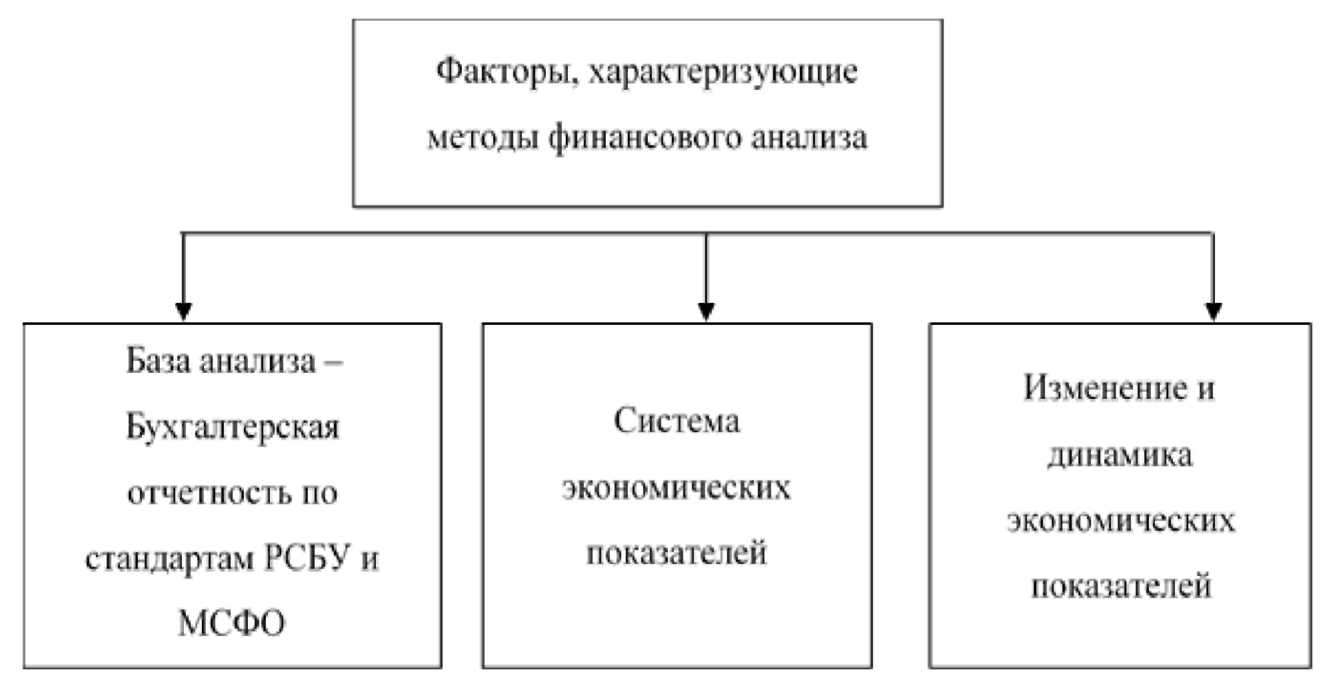 Факторы, характеризующие
методы финансового анализа
База анализа –
Бухгалтерская
отчетность по
стандартам РСБУ и
МСФО
Система
экономических
показателей
Изменение и
динамика
экономических
показателей